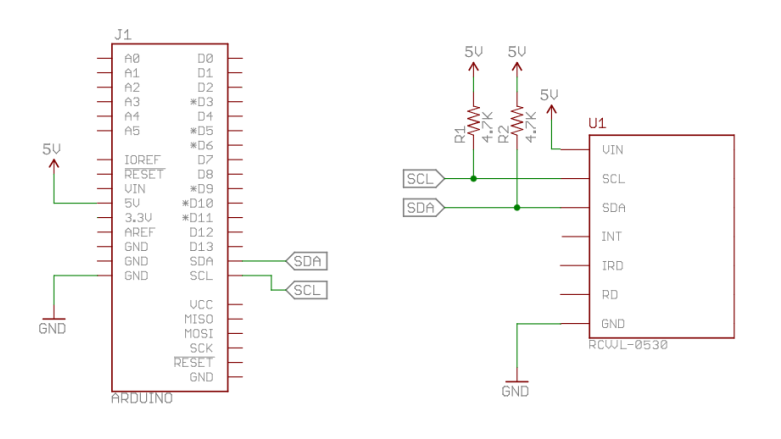 J1
A0 D0
A1 D1
A2 D2
A3 *D3
A4 D4
A5 *D5
*D6
IOREF D7
RESET D8
VIN *D9
5V *D10
3.3V *D11
AREF D12
GND D13
GND SDA
GND SCL
VCC
MISO
MOSI
SCK
RESET
GND
ARDUINO
5V
GND
SDA
SCL
5V
5V
5V
R1
4.7K
R2
4.7K
SCL
SDA
U1
VIN
SCL
SDA
INT
IRD
RD
GND
RCWL-0530
GND